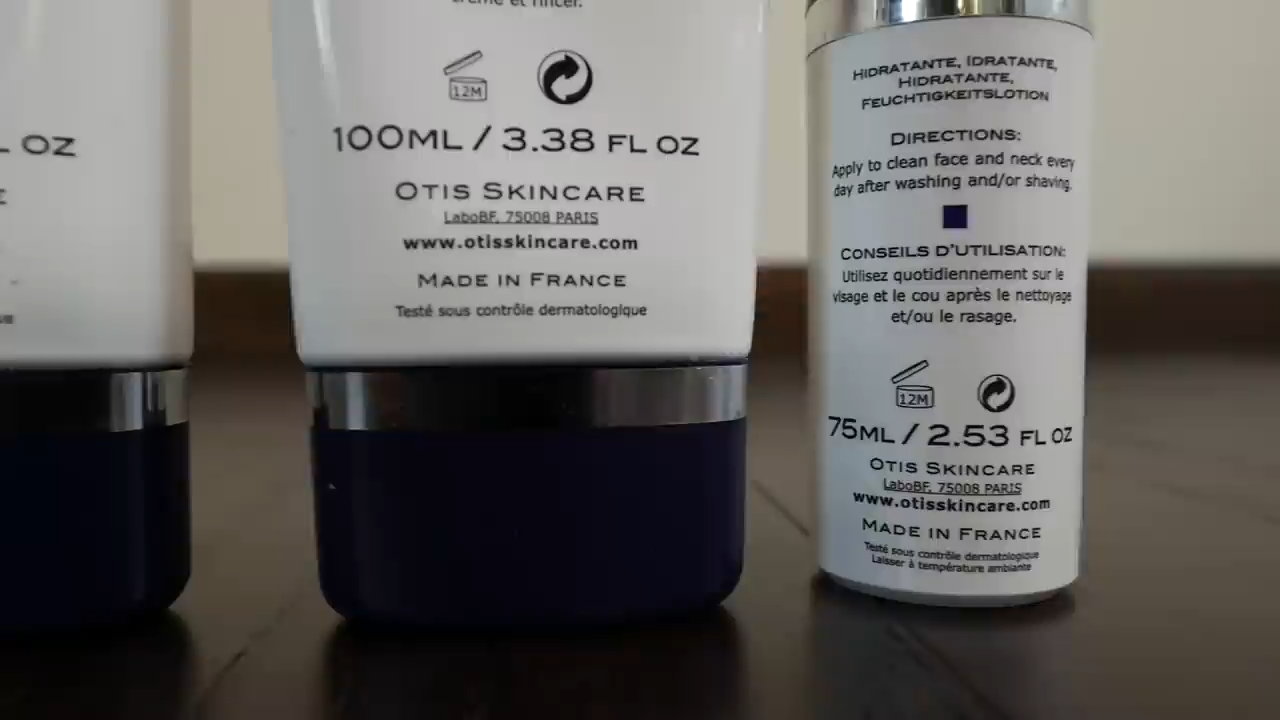 OZ
crème et rincer.
12M
100ML / 3.38 FL OZ
OTIS SKINCARE
LaboBF, 75008 PARIS
www.otisskincare.com
MADE IN FRANCE
Testé sous contrôle dermatologique
HIDRATANTE, IDRATANTE,
HIDRATANTE,
FEUCHTIGKEITSLOTION
DIRECTIONS:
Apply to clean face and neck every
day after washing and/or shaving.
CONSEILS D'UTILISATION:
Utilisez quotidiennement sur le
visage et le cou après le nettoyage
et/ou le rasage.
12M
75ML / 2.53 FL OZ
OTIS SKINCARE
LaboBF, 75008 PARIS
www.otisskincare.com
MADE IN FRANCE
Testé sous contrôle dermatologique
Laisser à température ambiante